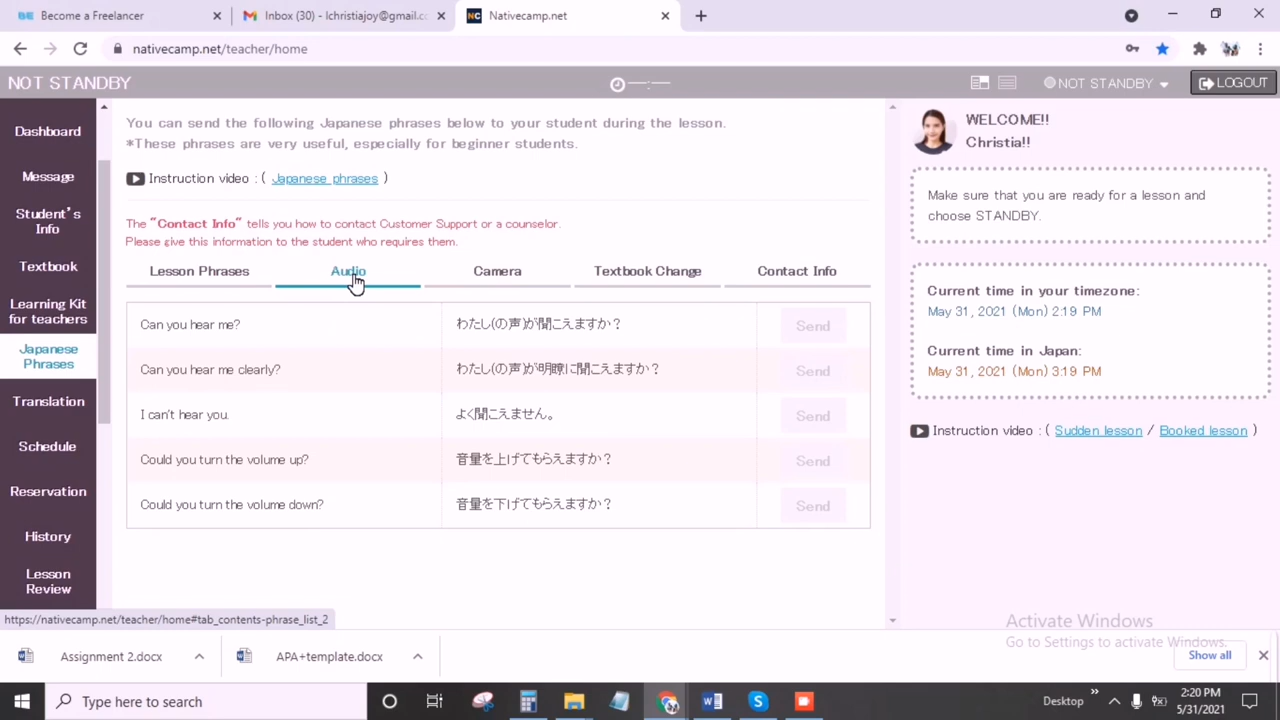 Become a Freelancer
Inbox (30) - lchristiajoy@gmail.cc
Nativecamp.net
nativecamp.net/teacher/home
NOT STANDBY
NOT STANDBY
LOGOUT
Dashboard
Message
Student's
Info
Textbook
Learning Kit
for teachers
Japanese
Phrases
Translation
Schedule
Reservation
History
Lesson
Review
You can send the following Japanese phrases below to your student during the lesson.
*These phrases are very useful, especially for beginner students.
Instruction video : ( Japanese phrases )
The "Contact Info" tells you how to contact Customer Support or a counselor.
Please give this information to the student who requires them.
Lesson Phrases Audio Camera Textbook Change Contact Info
Can you hear me? わたし(の声)が聞こえますか？ Send
Can you hear me clearly? わたし(の声)が明瞭に聞こえますか？ Send
I can't hear you. よく聞こえません。 Send
Could you turn the volume up? 音量を上げてもらえますか？ Send
Could you turn the volume down? 音量を下げてもらえますか？ Send
WELCOME!!
Christia!!
Make sure that you are ready for a lesson and
choose STANDBY.
Current time in your timezone:
May 31, 2021 (Mon) 2:19 PM
Current time in Japan:
May 31, 2021 (Mon) 3:19 PM
Instruction video : ( Sudden lesson / Booked lesson )
https://nativecamp.net/teacher/home#tab_contents-phrase_list_2
Activate Windows
Go to Settings to activate Windows.
Assignment 2.docx
APA+template.docx
Show all
Type here to search
Desktop
2:20 PM
5/31/2021